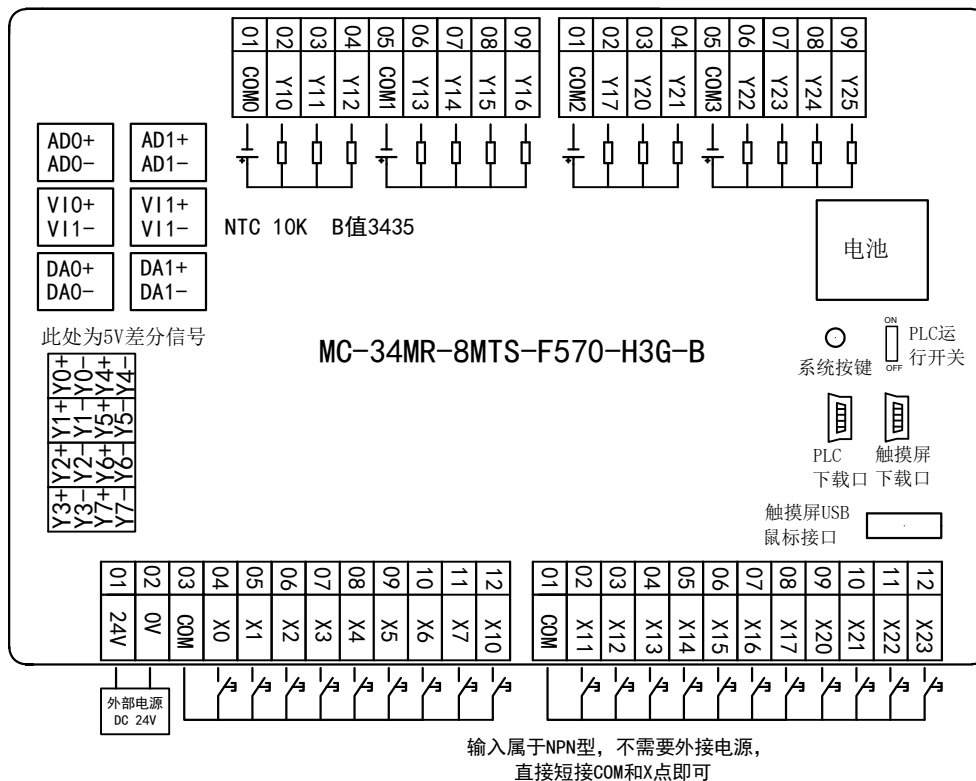 01 02 03 04 05 06 07 08 09
COM0 Y10 Y11 Y12 COM1 Y13 Y14 Y15 Y16
01 02 03 04 05 06 07 08 09
COM2 Y17 Y20 Y21 COM3 Y22 Y23 Y24 Y25
AD0+
AD0-
AD1+
AD1-
VI0+
VI1-
VI1+
VI1-
NTC 10K B值3435
DA0+
DA0-
DA1+
DA1-
电池
此处为5V差分信号
Y0+ Y0- Y4+ Y4-
Y1+ Y1- Y5+ Y5-
Y2+ Y2- Y6+ Y6-
Y3+ Y3- Y7+ Y7-
MC-34MR-8MTS-F570-H3G-B
系统按键
ON
OFF
PLC运
行开关
PLC
下载口
触摸屏
下载口
触摸屏USB
鼠标接口
01 02 03 04 05 06 07 08 09 10 11 12
24V 0V COM X0 X1 X2 X3 X4 X5 X6 X7 X10
01 02 03 04 05 06 07 08 09 10 11 12
COM X11 X12 X13 X14 X15 X16 X17 X20 X21 X22 X23
外部电源
DC 24V
输入属于NPN型，不需要外接电源，
直接短接COM和X点即可